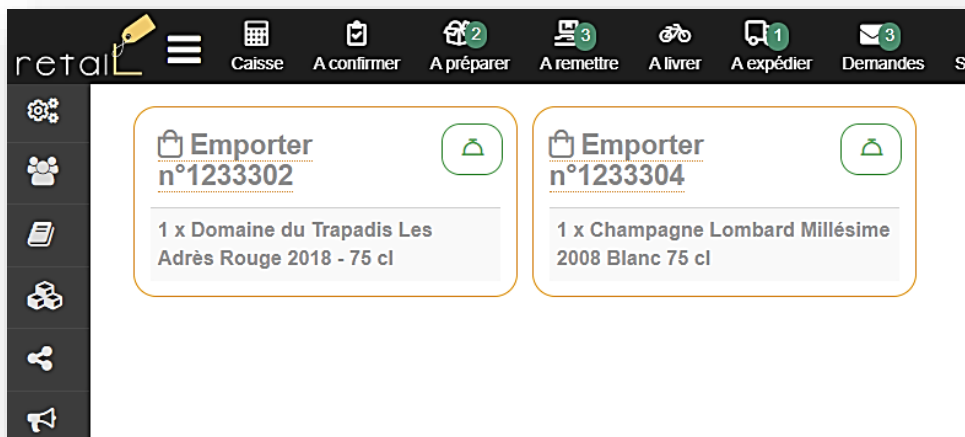 retaiL
Caisse
A confirmer
2
A préparer
3
A remettre
A livrer
1
A expédier
3
Demandes
Emporter
n°1233302
1 x Domaine du Trapadis Les
Adrès Rouge 2018 - 75 cl
Emporter
n°1233304
1 x Champagne Lombard Millésime
2008 Blanc 75 cl